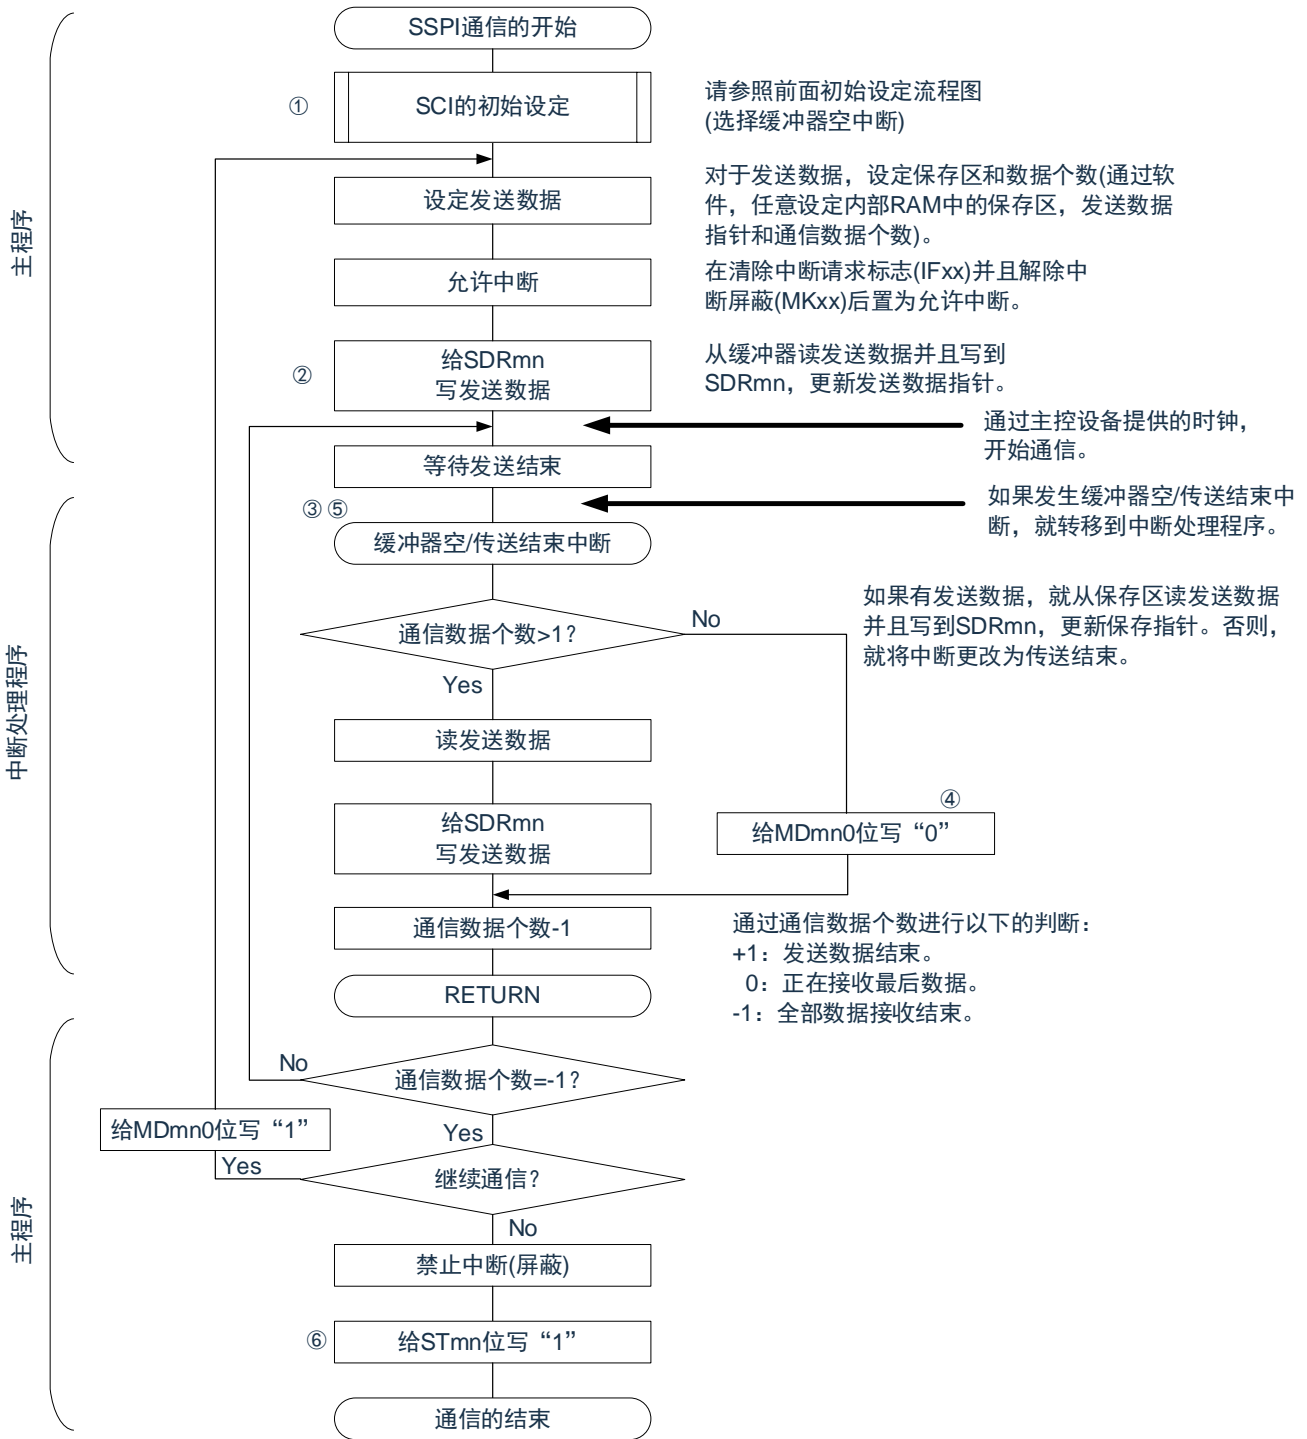 SSPI通信的开始
①
SCI的初始设定
请参照前面初始设定流程图
(选择缓冲器空中断)
设定发送数据
对于发送数据，设定保存区和数据个数(通过软
件，任意设定内部RAM中的保存区，发送数据
指针和通信数据个数)。
主程序
允许中断
在清除中断请求标志(IFxx)并且解除中
断屏蔽(MKxx)后置为允许中断。
②
给SDRmn
写发送数据
从缓冲器读发送数据并且写到
SDRmn，更新发送数据指针。
通过主控设备提供的时钟，
开始通信。
等待发送结束
③ ⑤
如果发生缓冲器空/传送结束中
断，就转移到中断处理程序。
缓冲器空/传送结束中断
通信数据个数>1？
No
如果有发送数据，就从保存区读发送数据
并且写到SDRmn，更新保存指针。否则，
就将中断更改为传送结束。
Yes
中断处理程序
读发送数据
④
给SDRmn
写发送数据
给MDmn0位写“0”
通信数据个数-1
通过通信数据个数进行以下的判断：
+1：发送数据结束。
0：正在接收最后数据。
-1：全部数据接收结束。
RETURN
No
通信数据个数=-1？
给MDmn0位写“1”
Yes
Yes
继续通信？
主程序
No
禁止中断(屏蔽)
⑥
给STmn位写“1”
通信的结束